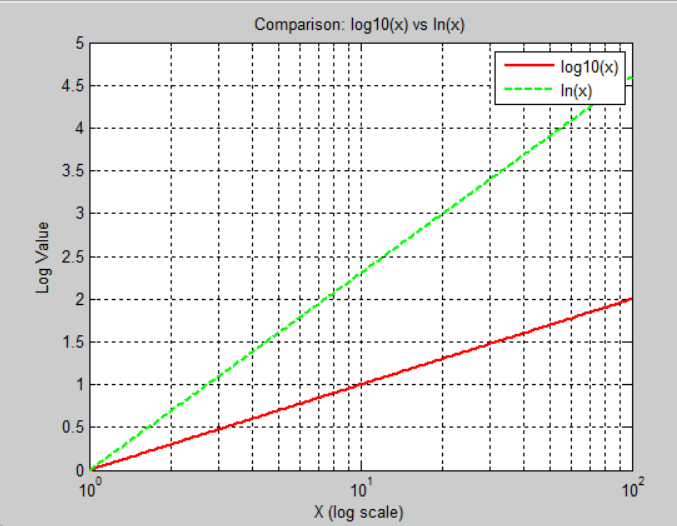 Comparison: log10(x) vs ln(x)
log10(x)
ln(x)
Log Value
5
4.5
4
3.5
3
2.5
2
1.5
1
0.5
0
10^0 10^1 10^2
X (log scale)